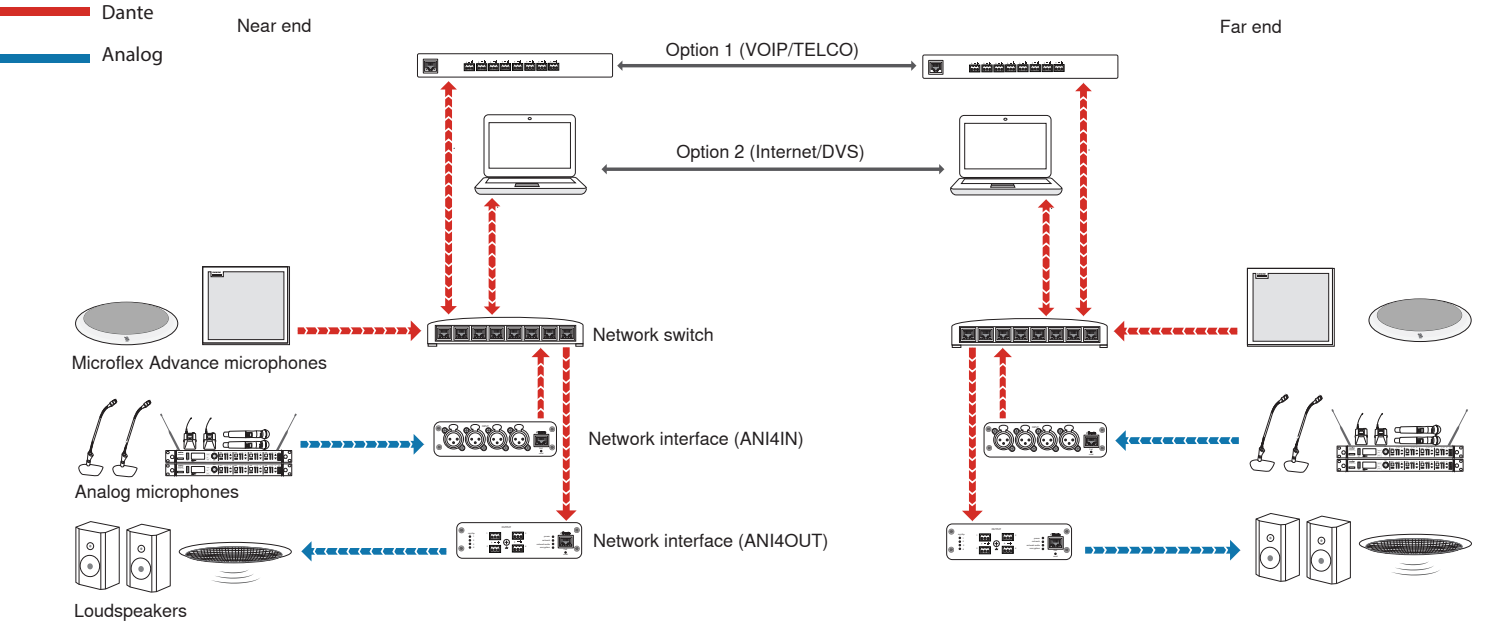 Dante
Near end
Far end
Analog
Option 1 (VOIP/TELCO)
Option 2 (Internet/DVS)
Network switch
Microflex Advance microphones
Network interface (ANI4IN)
Analog microphones
Network interface (ANI4OUT)
Loudspeakers